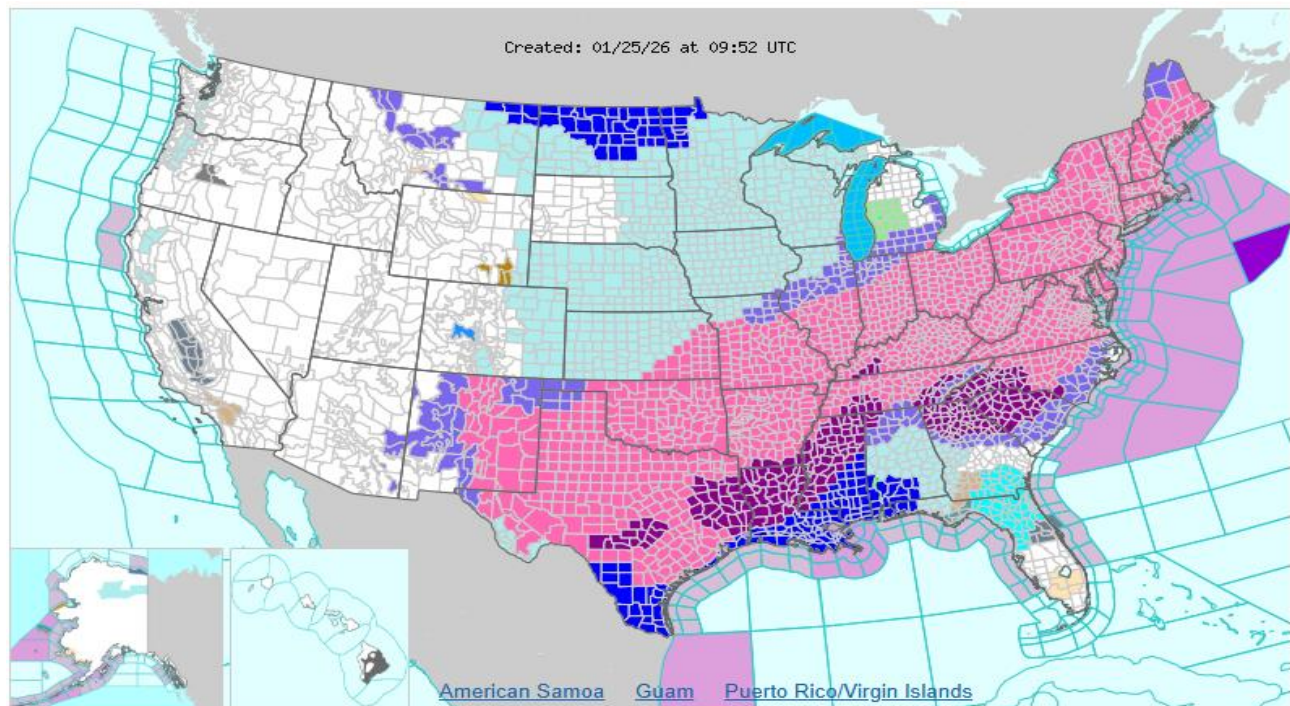 Created: 01/25/26 at 09:52 UTC
American Samoa Guam Puerto Rico/Virgin Islands